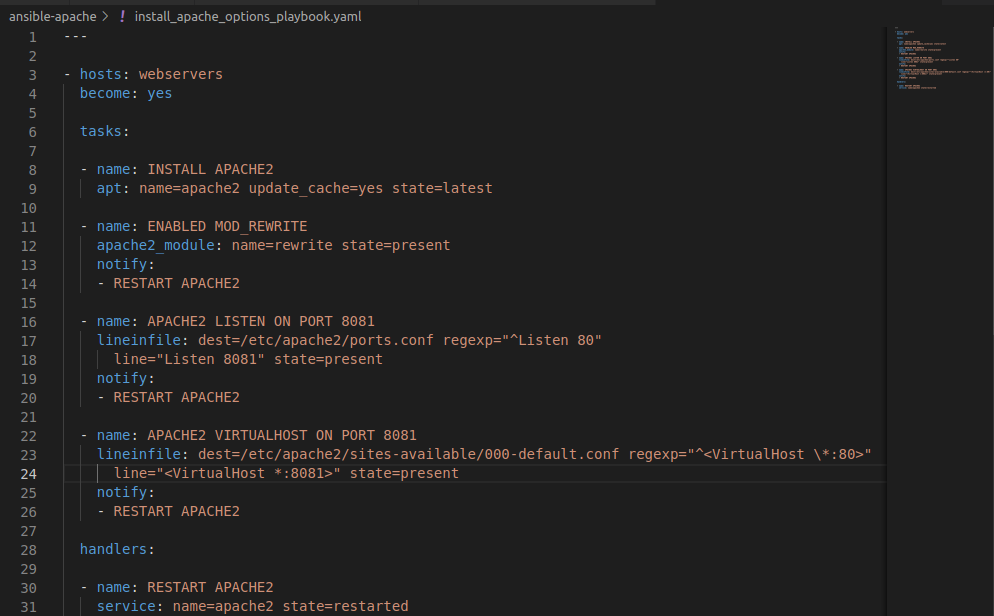 ansible-apache > ! install_apache_options_playbook.yaml
1 ---
2
3 - hosts: webservers
4   become: yes
5
6   tasks:
7
8   - name: INSTALL APACHE2
9     apt: name=apache2 update_cache=yes state=latest
10
11   - name: ENABLED MOD_REWRITE
12     apache2_module: name=rewrite state=present
13     notify:
14     - RESTART APACHE2
15
16   - name: APACHE2 LISTEN ON PORT 8081
17     lineinfile: dest=/etc/apache2/ports.conf regexp="^Listen 80"
18       line="Listen 8081" state=present
19     notify:
20     - RESTART APACHE2
21
22   - name: APACHE2 VIRTUALHOST ON PORT 8081
23     lineinfile: dest=/etc/apache2/sites-available/000-default.conf regexp="^<VirtualHost \*:80>"
24       line="<VirtualHost *:8081>" state=present
25     notify:
26     - RESTART APACHE2
27
28   handlers:
29
30   - name: RESTART APACHE2
31     service: name=apache2 state=restarted